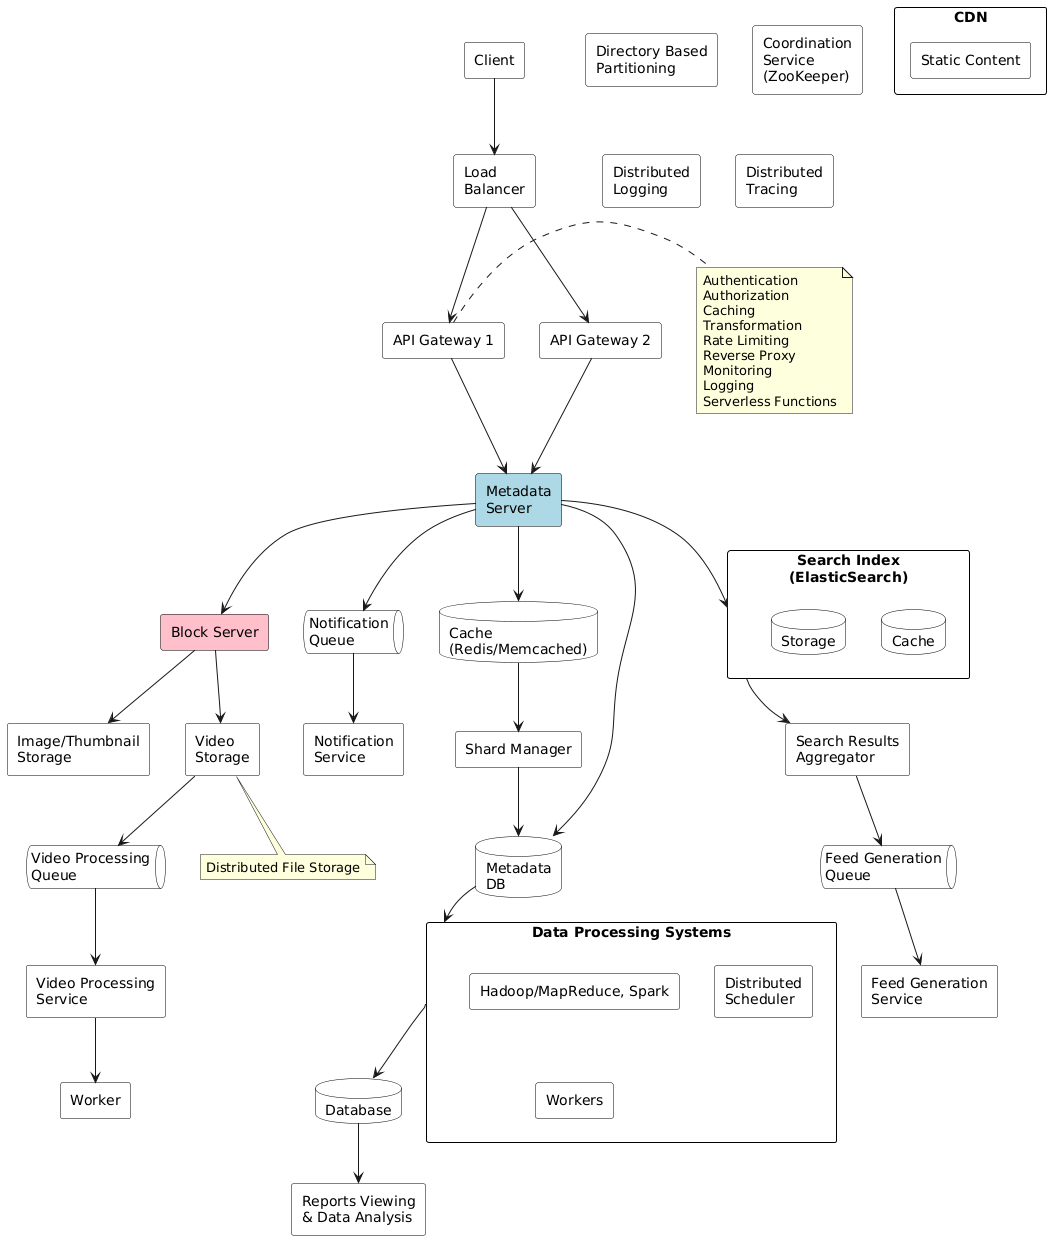 CDN
Client
Directory Based
Partitioning
Coordination
Service
(ZooKeeper)
Static Content
Load
Balancer
Distributed
Logging
Distributed
Tracing
Authentication
Authorization
Caching
Transformation
Rate Limiting
Reverse Proxy
Monitoring
Logging
Serverless Functions
API Gateway 1
API Gateway 2
Metadata
Server
Search Index
(ElasticSearch)
Storage
Cache
Block Server
Notification
Queue
Cache
(Redis/Memcached)
Image/Thumbnail
Storage
Video
Storage
Notification
Service
Shard Manager
Search Results
Aggregator
Video Processing
Queue
Distributed File Storage
Metadata
DB
Feed Generation
Queue
Data Processing Systems
Video Processing
Service
Hadoop/MapReduce, Spark
Distributed
Scheduler
Feed Generation
Service
Worker
Database
Workers
Reports Viewing
& Data Analysis